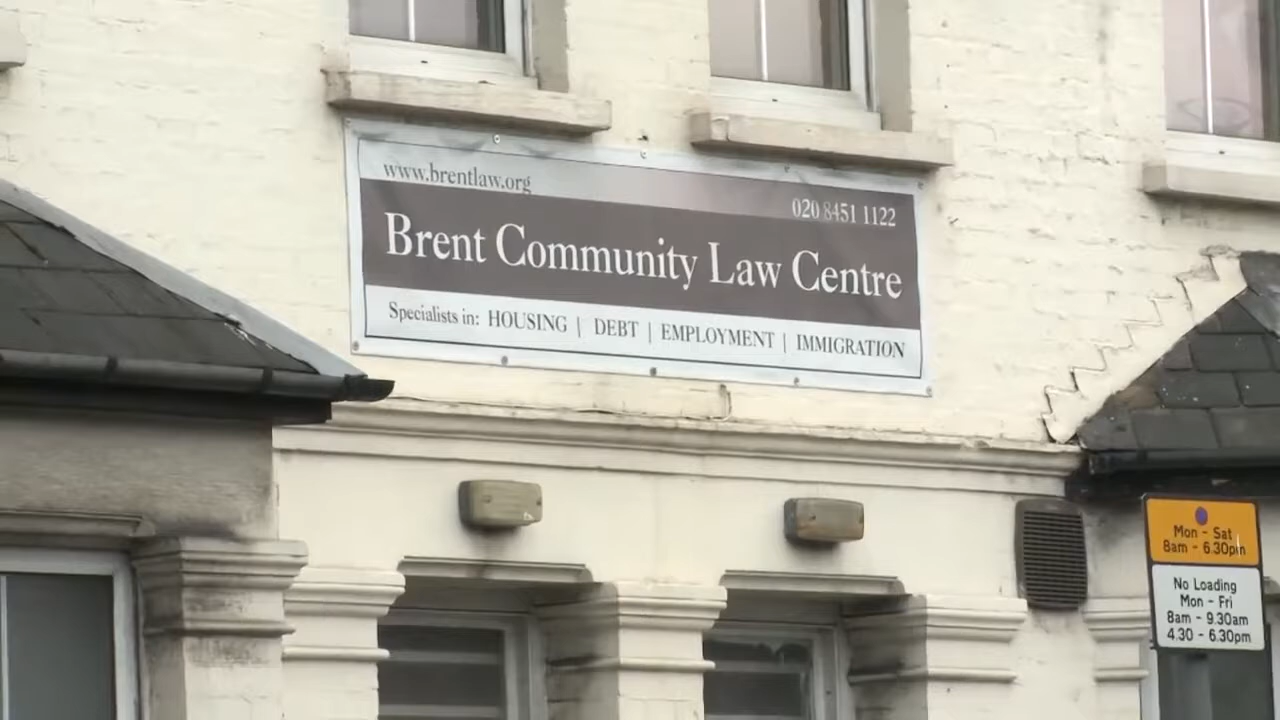 www.brentlaw.org
020 8451 1122
Brent Community Law Centre
Specialists in: HOUSING | DEBT | EMPLOYMENT | IMMIGRATION
Mon - Sat
8am - 6.30pm
No Loading
Mon - Fri
8am - 9.30am
4.30 - 6.30pm